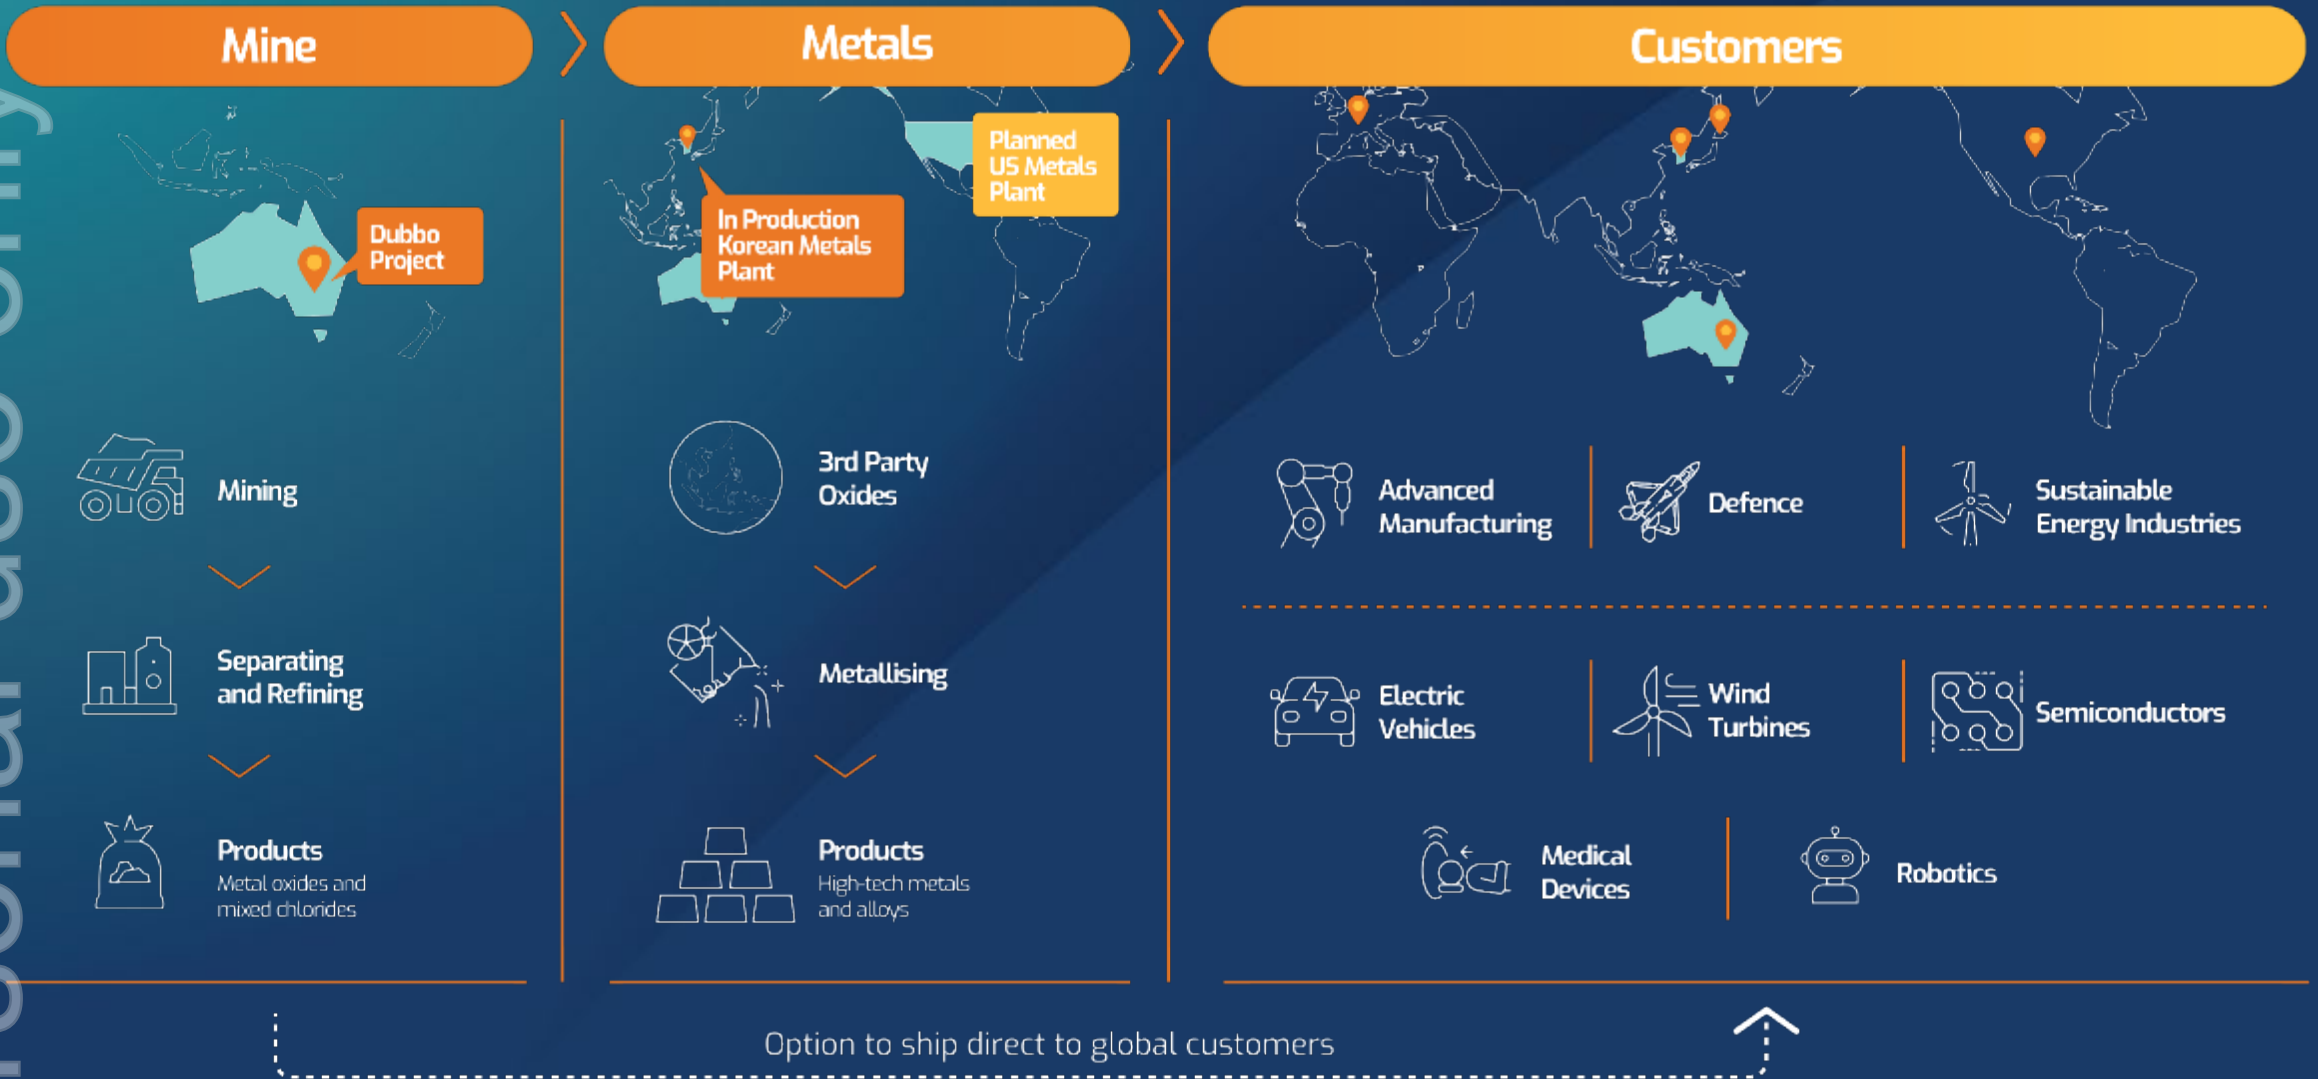 Mine
Metals
Customers
Dubbo
Project
Planned
US Metals
Plant
In Production
Korean Metals
Plant
Mining
Separating
and Refining
Products
Metal oxides and
mixed chlorides
3rd Party
Oxides
Metallising
Products
High-tech metals
and alloys
Advanced
Manufacturing
Defence
Sustainable
Energy Industries
Electric
Vehicles
Wind
Turbines
Semiconductors
Medical
Devices
Robotics
Option to ship direct to global customers